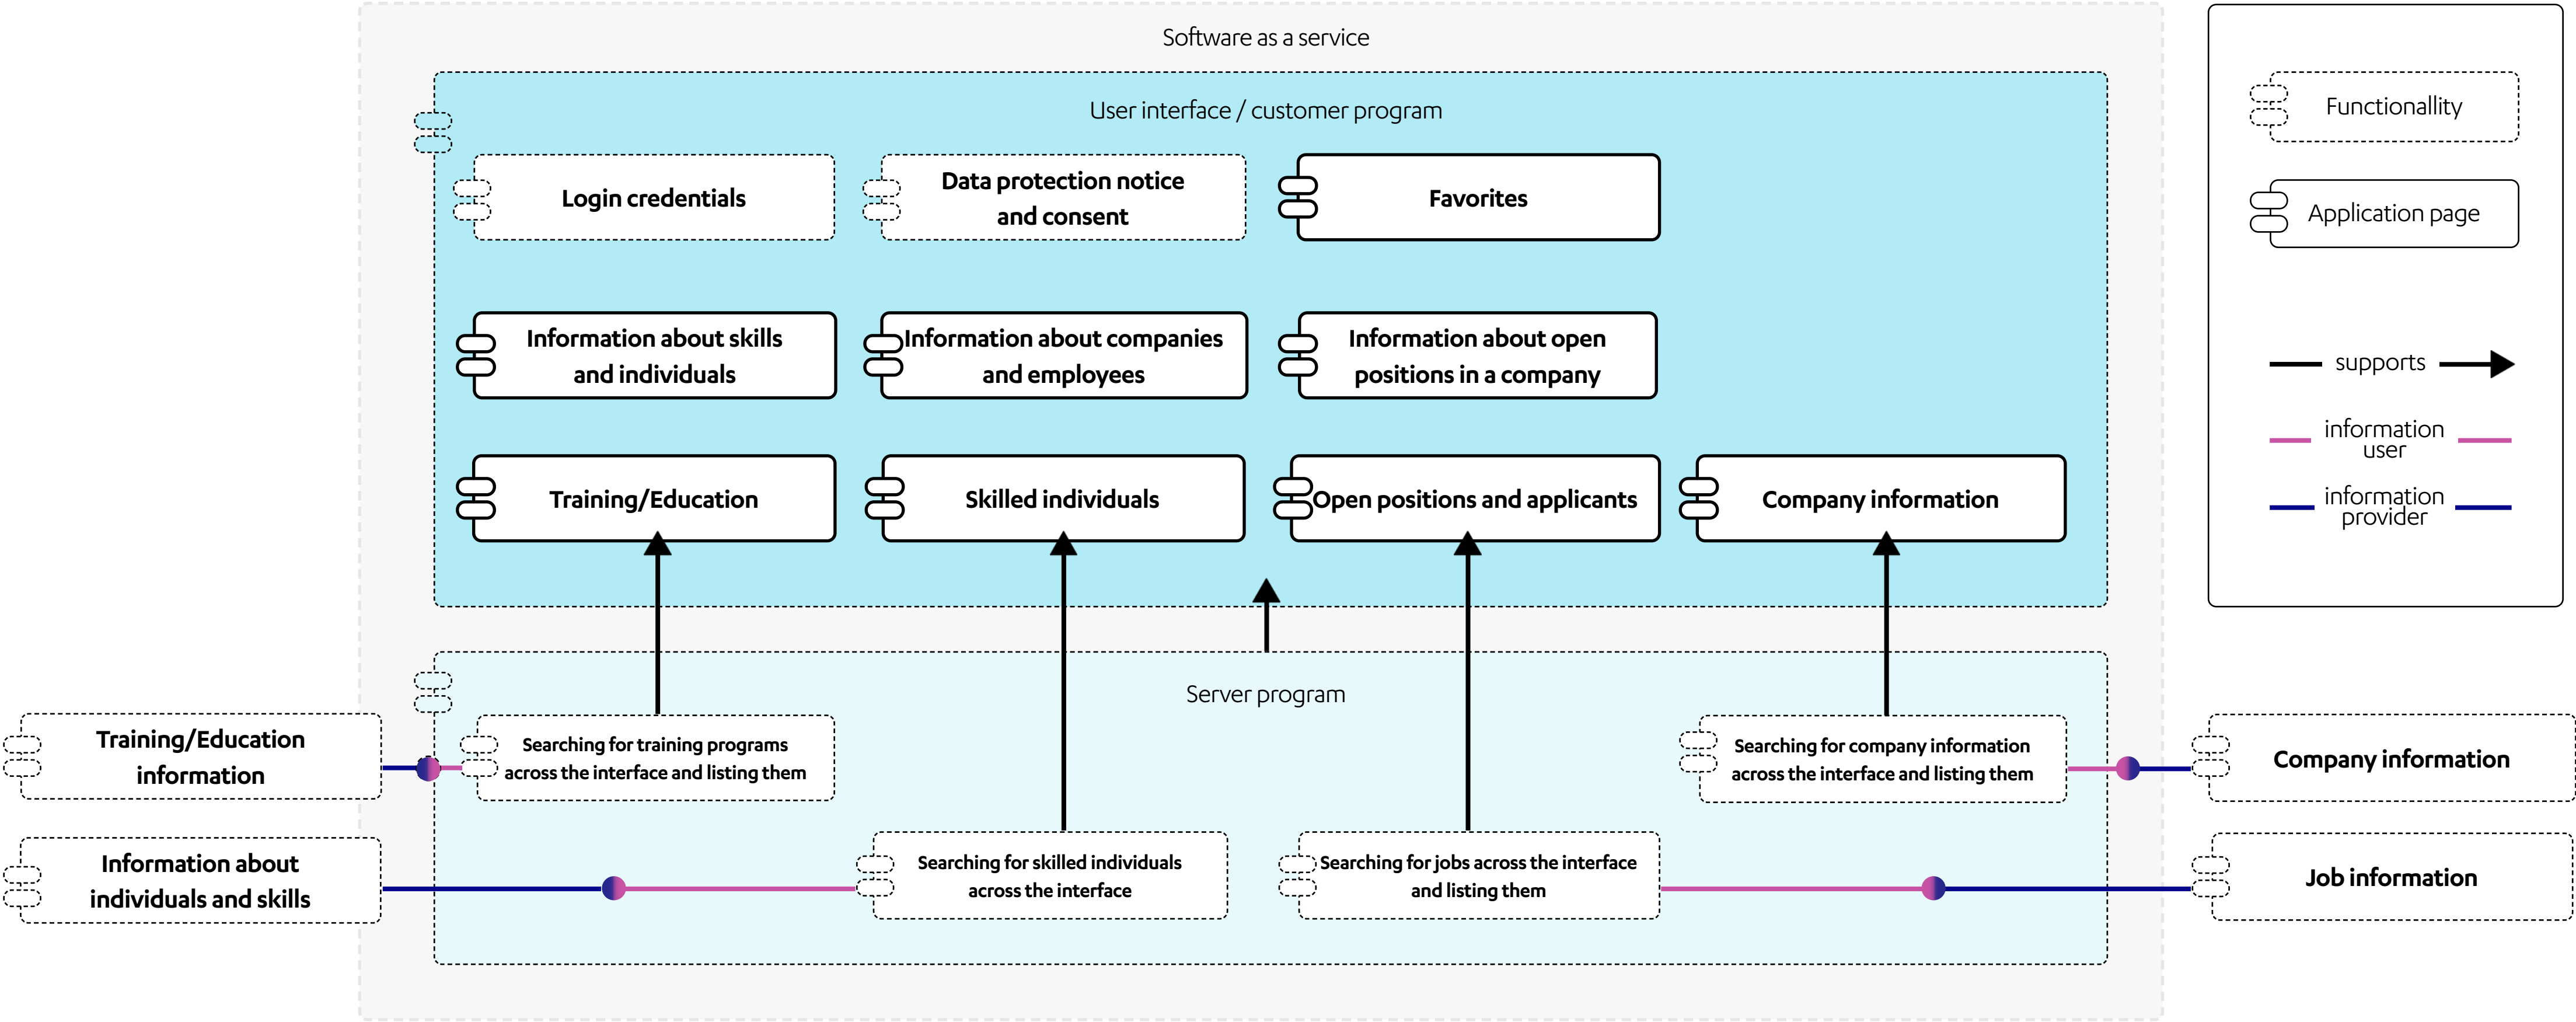 Software as a service
User interface / customer program
Login credentials
Data protection notice
and consent
Favorites
Information about skills
and individuals
Information about companies
and employees
Information about open
positions in a company
Training/Education
Skilled individuals
Open positions and applicants
Company information
Server program
Searching for training programs
across the interface and listing them
Searching for company information
across the interface and listing them
Searching for skilled individuals
across the interface
Searching for jobs across the interface
and listing them
Training/Education
information
Information about
individuals and skills
Company information
Job information
Functionallity
Application page
supports
information
user
information
provider